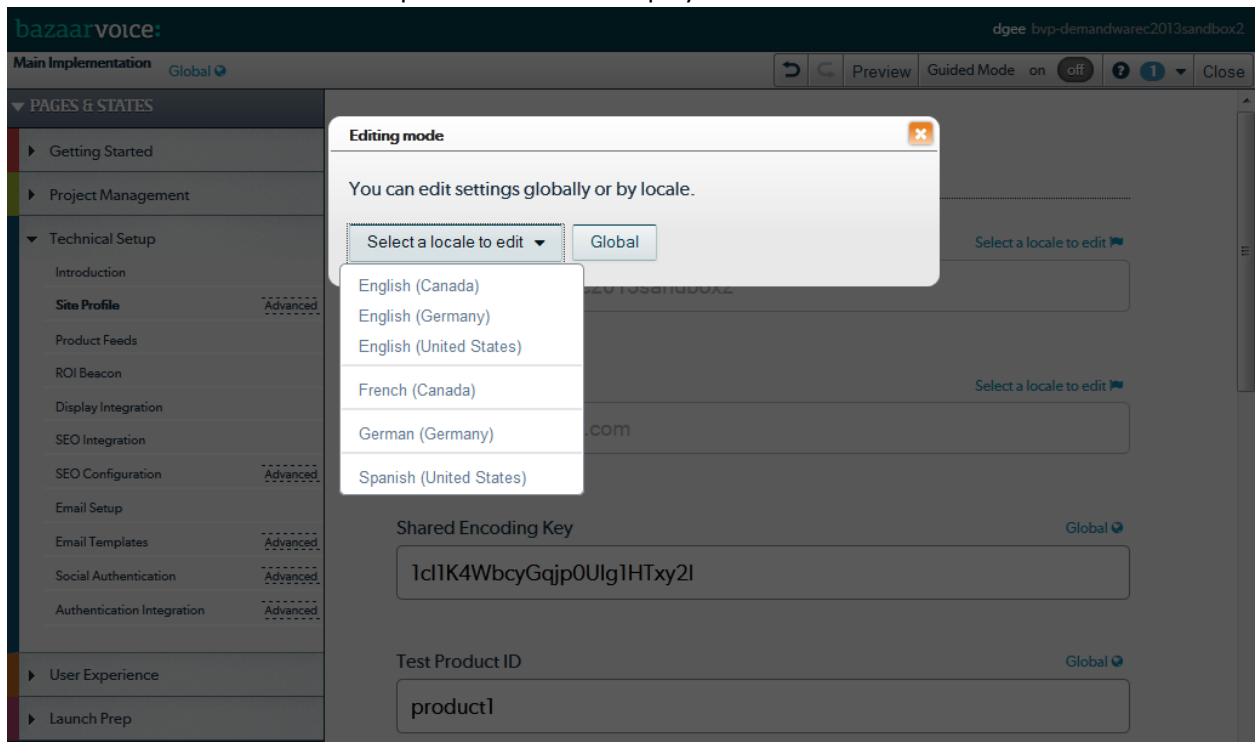 bazaarvoice:
dgee bvp-demandwarec2013sandbox2
Main Implementation Global
Preview Guided Mode on off ? 1 Close
PAGES & STATES
Getting Started
Project Management
Technical Setup
Introduction
Site Profile Advanced
Product Feeds
ROI Beacon
Display Integration
SEO Integration
SEO Configuration Advanced
Email Setup
Email Templates Advanced
Social Authentication Advanced
Authentication Integration Advanced
User Experience
Launch Prep
Editing mode
You can edit settings globally or by locale.
Select a locale to edit Global
English (Canada)
English (Germany)
English (United States)
French (Canada)
German (Germany)
Spanish (United States)
Select a locale to edit
Select a locale to edit
.com
Shared Encoding Key Global
1cl1K4WbcyGqjp0UIg1HTxy2I
Test Product ID Global
product1